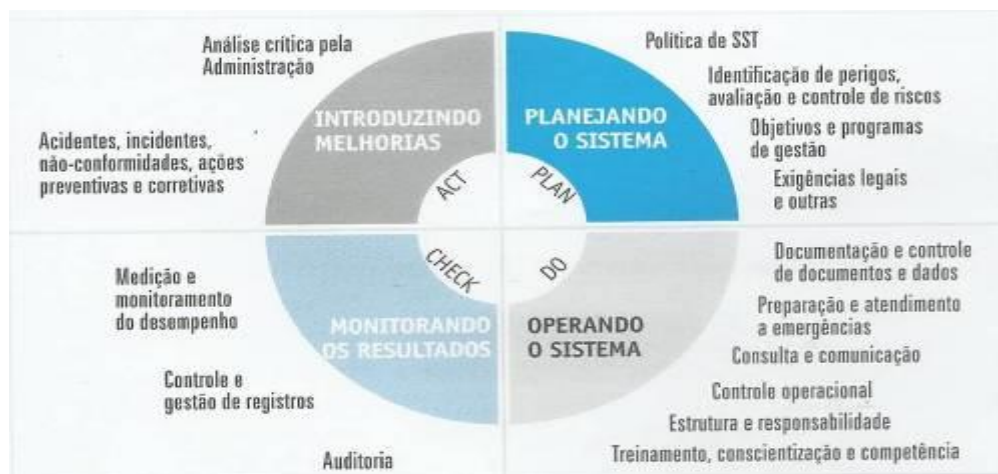 Análise crítica pela
Administração
Acidentes, incidentes,
não-conformidades, ações
preventivas e corretivas
INTRODUZINDO
MELHORIAS
ACT
PLANEJANDO
O SISTEMA
PLAN
Política de SST
Identificação de perigos,
avaliação e controle de riscos
Objetivos e programas
de gestão
Exigências legais
e outras
Medição e
monitoramento
do desempenho
Controle e
gestão de registros
Auditoria
CHECK
MONITORANDO
OS RESULTADOS
DO
OPERANDO
O SISTEMA
Documentação e controle
de documentos e dados
Preparação e atendimento
a emergências
Consulta e comunicação
Controle operacional
Estrutura e responsabilidade
Treinamento, conscientização e competência